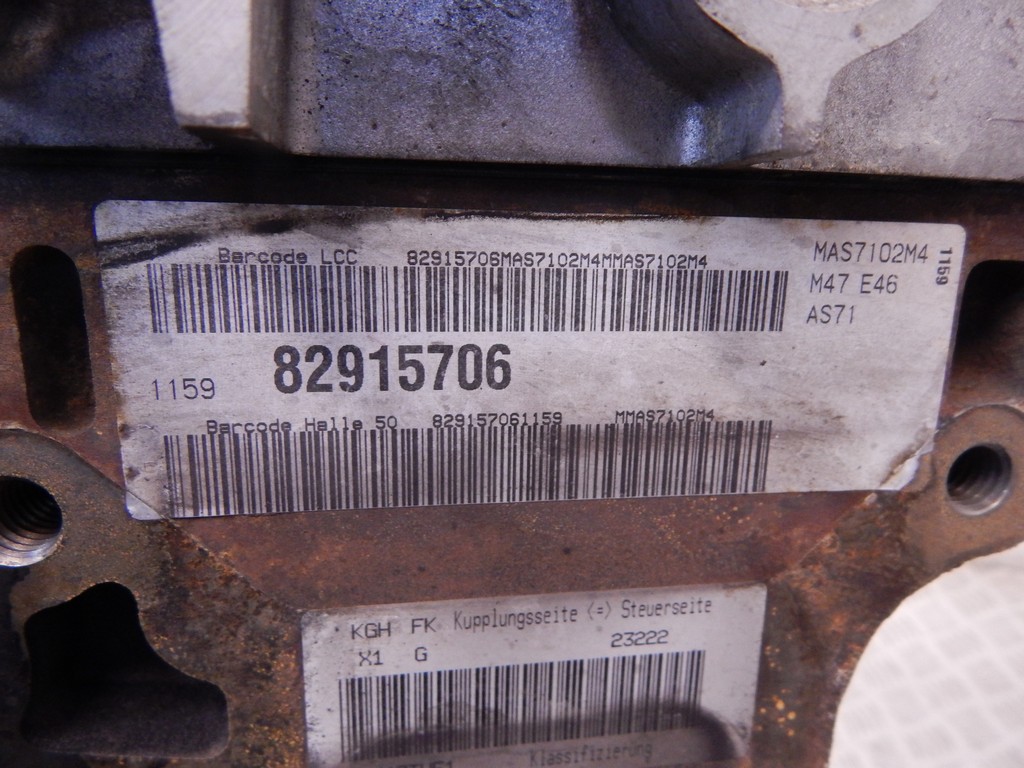 Barcode LCC 82915706MAS7102M4MMAS7102M4
MAS7102M4
M47 E46
AS71
1159
1159 82915706
Barcode Halle 50 829157061159 MMAS7102M4
KGH FK Kupplungsseite <=> Steuerseite
X1 G 23222
Klassifizierung